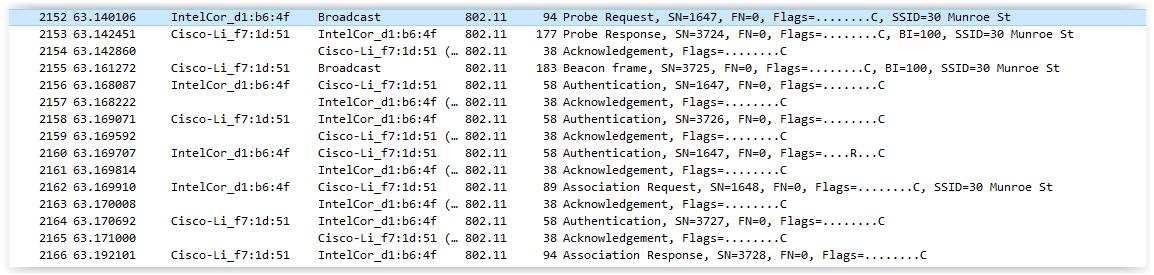 2152 63.140106 IntelCor_d1:b6:4f Broadcast 802.11 94 Probe Request, SN=1647, FN=0, Flags=........C, SSID=30 Munroe St
2153 63.142451 Cisco-Li_f7:1d:51 IntelCor_d1:b6:4f 802.11 177 Probe Response, SN=3724, FN=0, Flags=........C, BI=100, SSID=30 Munroe St
2154 63.142860 Cisco-Li_f7:1d:51 (… 802.11 38 Acknowledgement, Flags=........C
2155 63.161272 Cisco-Li_f7:1d:51 Broadcast 802.11 183 Beacon frame, SN=3725, FN=0, Flags=........C, BI=100, SSID=30 Munroe St
2156 63.168087 IntelCor_d1:b6:4f Cisco-Li_f7:1d:51 802.11 58 Authentication, SN=1647, FN=0, Flags=........C
2157 63.168222 IntelCor_d1:b6:4f (… 802.11 38 Acknowledgement, Flags=........C
2158 63.169071 Cisco-Li_f7:1d:51 IntelCor_d1:b6:4f 802.11 58 Authentication, SN=3726, FN=0, Flags=........C
2159 63.169592 Cisco-Li_f7:1d:51 (… 802.11 38 Acknowledgement, Flags=........C
2160 63.169707 IntelCor_d1:b6:4f Cisco-Li_f7:1d:51 802.11 58 Authentication, SN=1647, FN=0, Flags=....R...C
2161 63.169814 IntelCor_d1:b6:4f (… 802.11 38 Acknowledgement, Flags=........C
2162 63.169910 IntelCor_d1:b6:4f Cisco-Li_f7:1d:51 802.11 89 Association Request, SN=1648, FN=0, Flags=........C, SSID=30 Munroe St
2163 63.170008 IntelCor_d1:b6:4f (… 802.11 38 Acknowledgement, Flags=........C
2164 63.170692 Cisco-Li_f7:1d:51 IntelCor_d1:b6:4f 802.11 58 Authentication, SN=3727, FN=0, Flags=........C
2165 63.171000 Cisco-Li_f7:1d:51 (… 802.11 38 Acknowledgement, Flags=........C
2166 63.192101 Cisco-Li_f7:1d:51 IntelCor_d1:b6:4f 802.11 94 Association Response, SN=3728, FN=0, Flags=........C